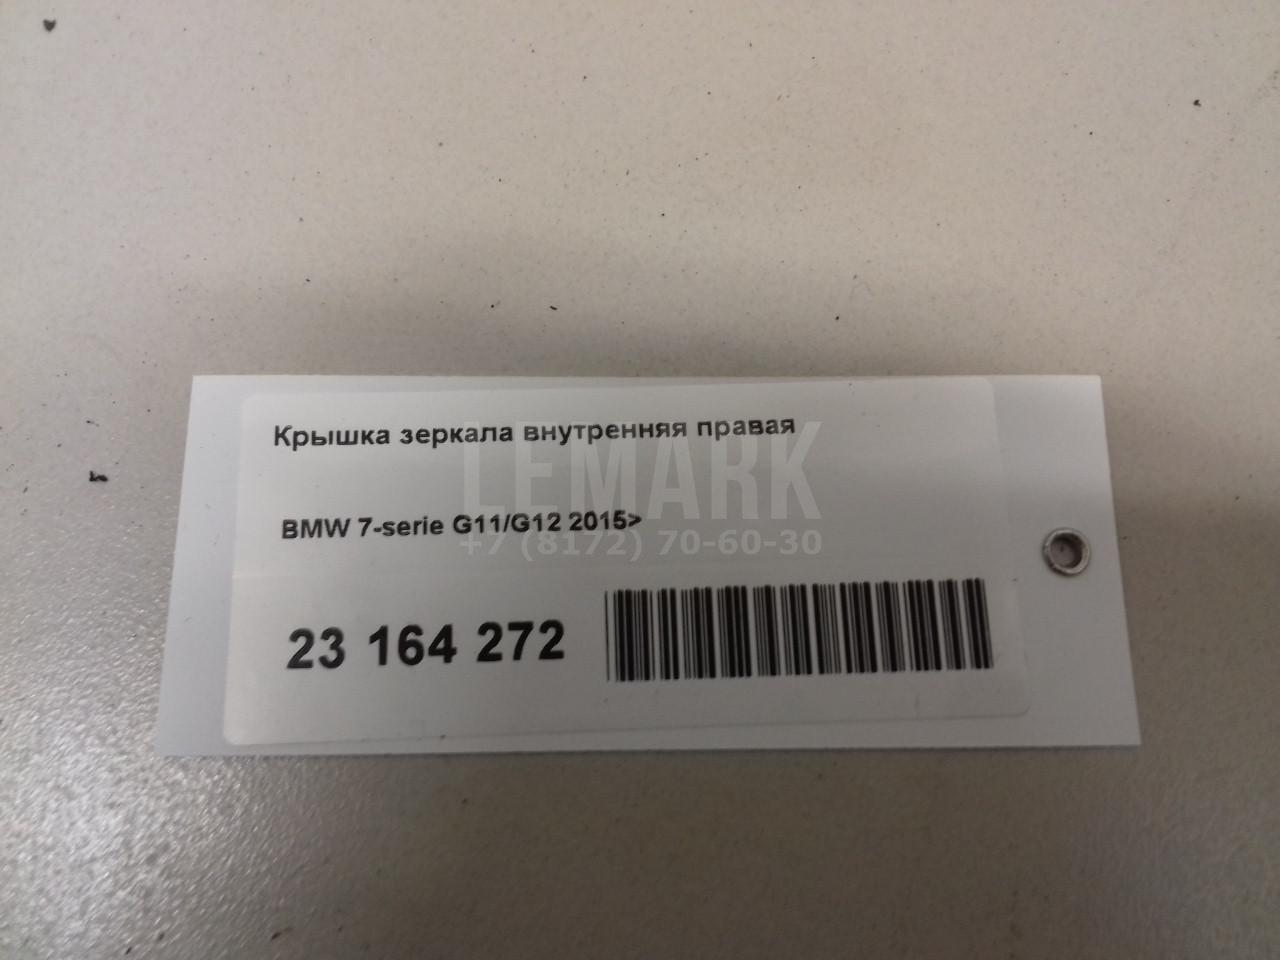 Крышка зеркала внутренняя правая
LEMARK
BMW 7-serie G11/G12 2015>
+7 (8172) 70-60-30
23 164 272